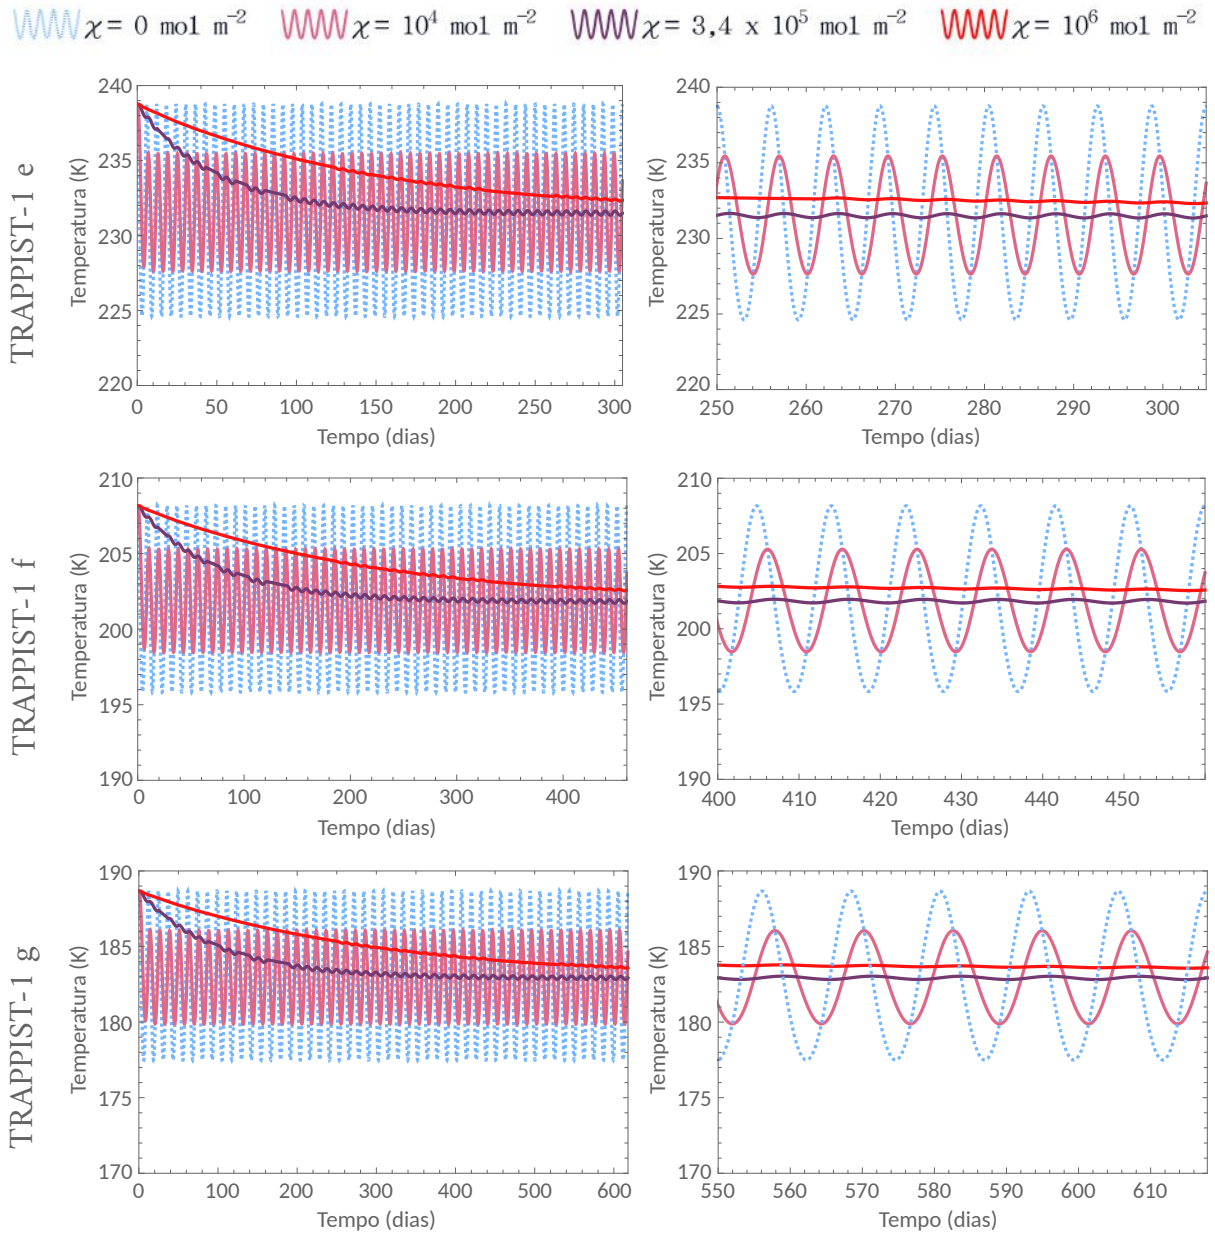 χ = 0 mol m⁻² χ = 10⁴ mol m⁻² χ = 3,4 x 10⁵ mol m⁻² χ = 10⁶ mol m⁻²
TRAPPIST-1 e
Temperatura (K)
240
235
230
225
220
0 50 100 150 200 250 300
Tempo (dias)
Temperatura (K)
240
235
230
225
220
250 260 270 280 290 300
Tempo (dias)
TRAPPIST-1 f
Temperatura (K)
210
205
200
195
190
0 100 200 300 400
Tempo (dias)
Temperatura (K)
210
205
200
195
190
400 410 420 430 440 450
Tempo (dias)
TRAPPIST-1 g
Temperatura (K)
190
185
180
175
170
0 100 200 300 400 500 600
Tempo (dias)
Temperatura (K)
190
185
180
175
170
550 560 570 580 590 600 610
Tempo (dias)